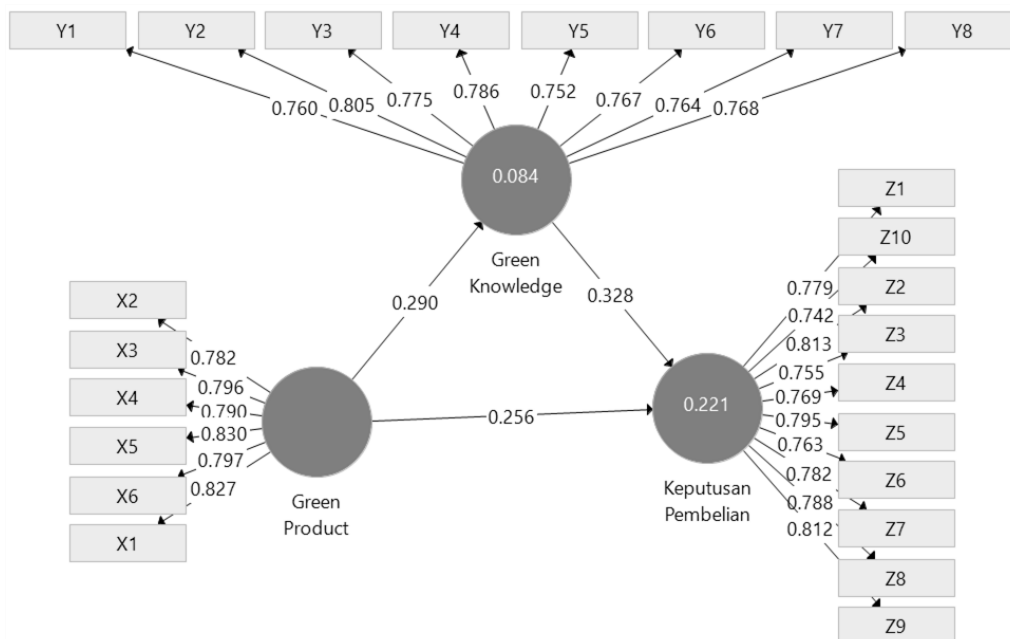 Y1 Y2 Y3 Y4 Y5 Y6 Y7 Y8
0.760 0.805 0.775 0.786 0.752 0.767 0.764 0.768
0.084
Green
Knowledge
0.290
0.328
X2
X3
X4
X5
X6
X1
0.782
0.796
0.790
0.830
0.797
0.827
Green
Product
0.256
0.221
Keputusan
Pembelian
0.779
0.742
0.813
0.755
0.769
0.795
0.763
0.782
0.788
0.812
Z1
Z10
Z2
Z3
Z4
Z5
Z6
Z7
Z8
Z9